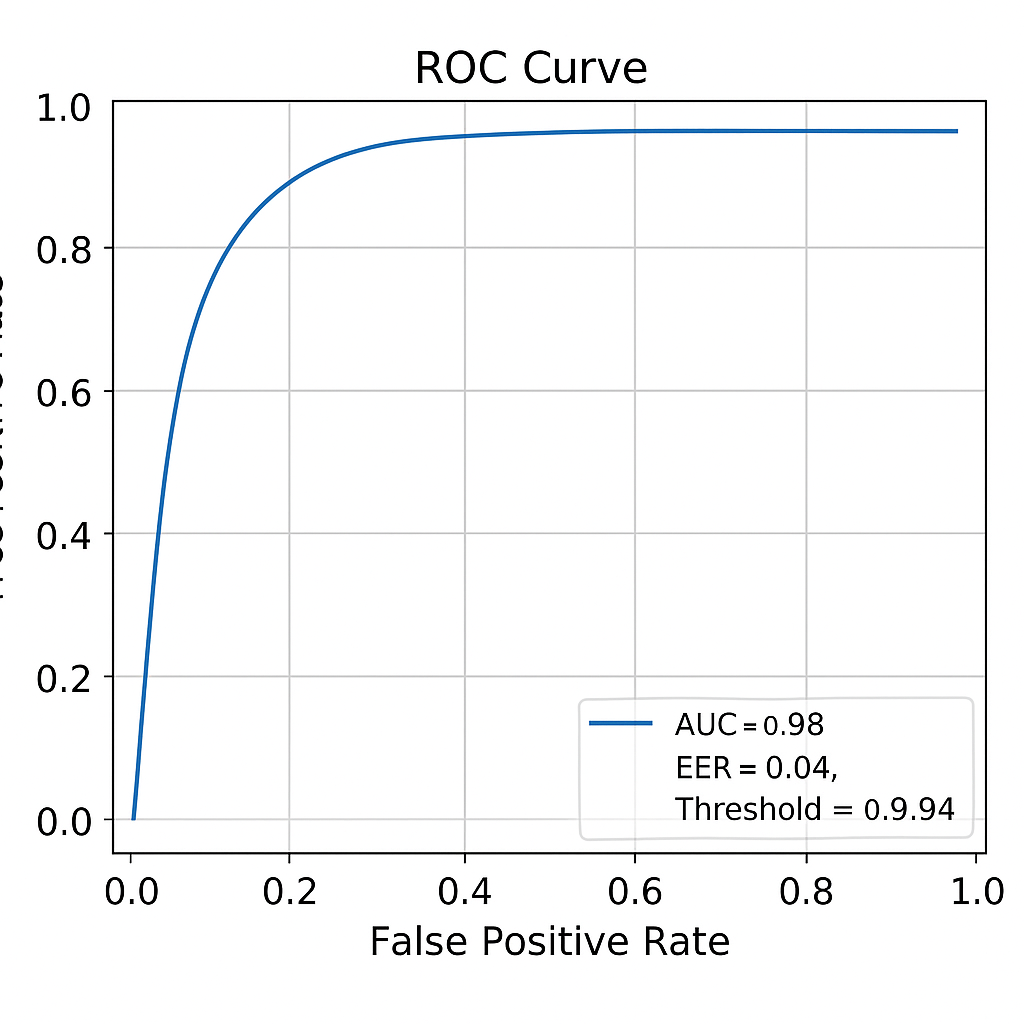 ROC Curve
1.0
0.8
0.6
0.4
0.2
0.0
AUC = 0.98
EER = 0.04,
Threshold = 0.9.94
0.0 0.2 0.4 0.6 0.8 1.0
False Positive Rate